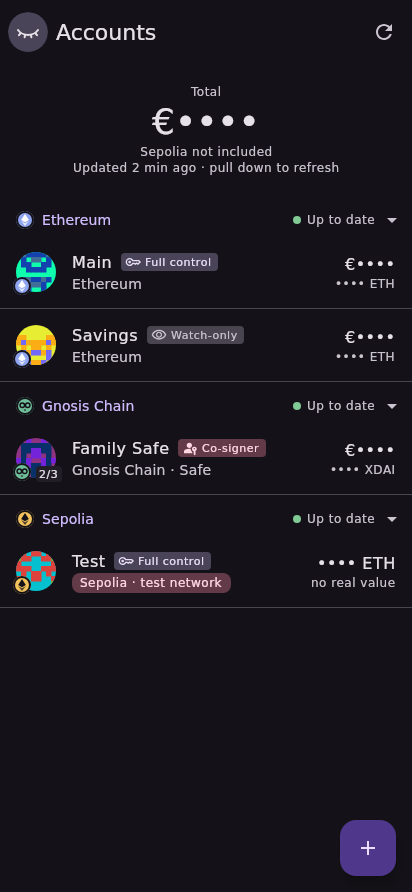 Accounts
Total
€••••
Sepolia not included
Updated 2 min ago · pull down to refresh
Ethereum
Up to date
Main
Full control
€••••
Ethereum
•••• ETH
Savings
Watch-only
€••••
Ethereum
•••• ETH
Gnosis Chain
Up to date
Family Safe
Co-signer
€••••
2/3
Gnosis Chain · Safe
•••• XDAI
Sepolia
Up to date
Test
Full control
•••• ETH
Sepolia · test network
no real value